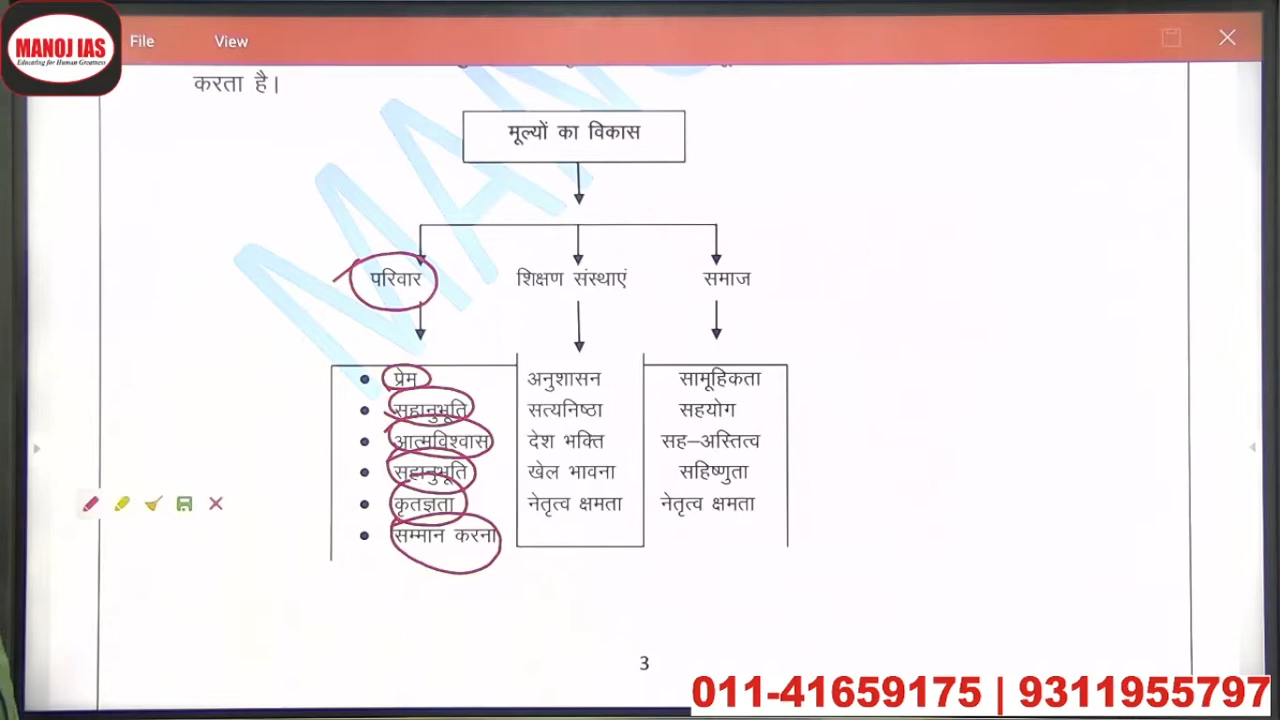 MANOJ IAS
Educating for Human Greatness
File View
करता है।
मूल्यों का विकास
परिवार शिक्षण संस्थाएं समाज
• प्रेम अनुशासन सामूहिकता
• सहानुभूति सत्यनिष्ठा सहयोग
• आत्मविश्वास देश भक्ति सह–अस्तित्व
• सहानुभूति खेल भावना सहिष्णुता
• कृतज्ञता नेतृत्व क्षमता नेतृत्व क्षमता
• सम्मान करना
3
011-41659175 | 9311955797